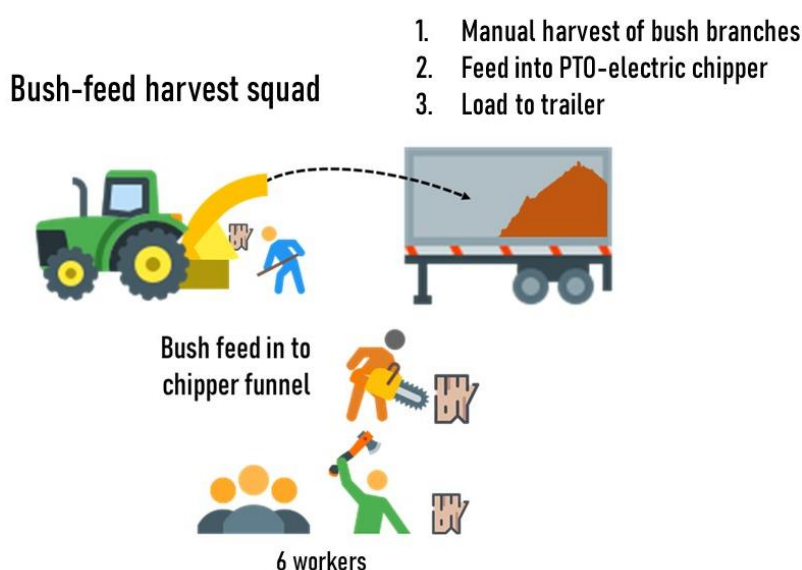 1. Manual harvest of bush branches
2. Feed into PTO-electric chipper
3. Load to trailer
Bush-feed harvest squad
Bush feed in to
chipper funnel
6 workers